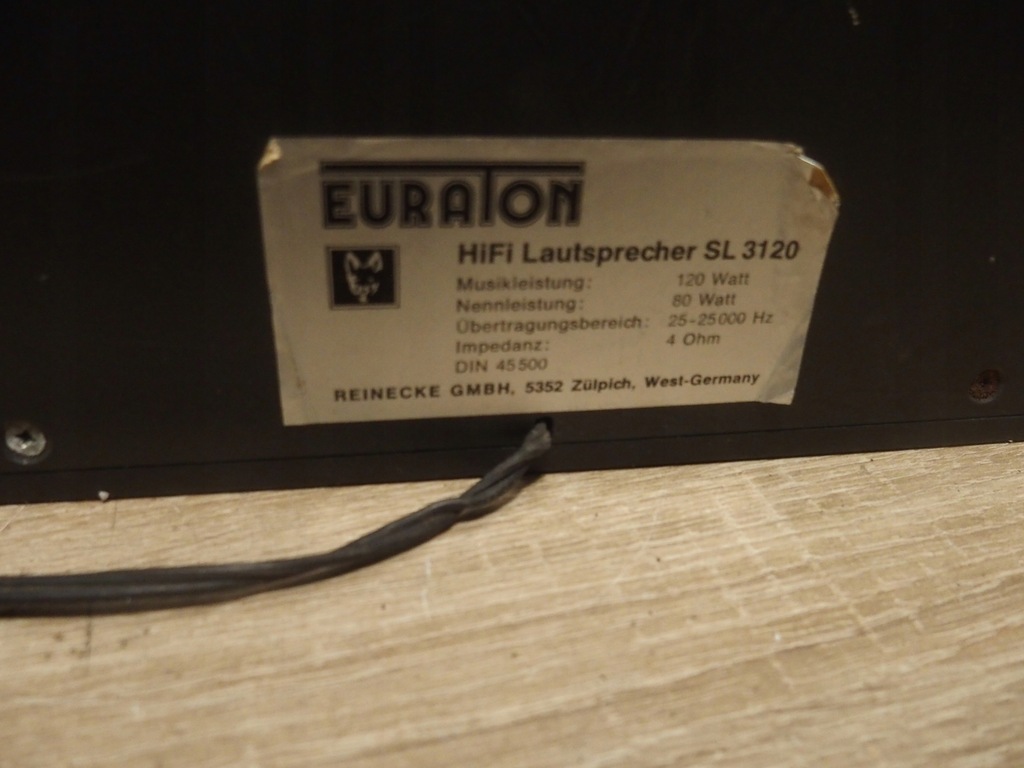 EURATON
HiFi Lautsprecher SL 3120
Musikleistung: 120 Watt
Nennleistung: 80 Watt
Übertragungsbereich: 25-25000 Hz
Impedanz: 4 Ohm
DIN 45500
REINECKE GMBH, 5352 Zülpich, West-Germany